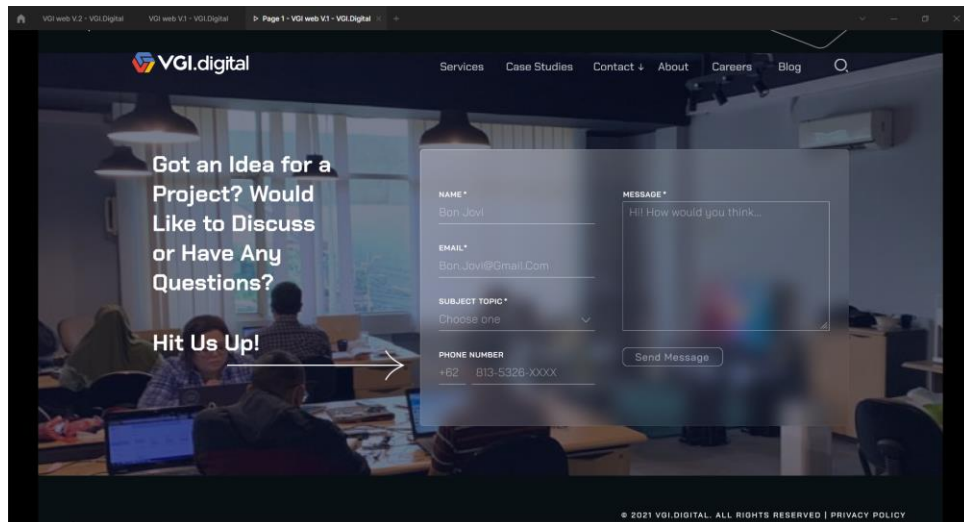 VGI web V.2 - VGI.Digital
VGI web V.1 - VGI.Digital
Page 1 - VGI web V.1 - VGI.Digital
VGI.digital
Services Case Studies Contact ↓ About Careers Blog
Got an Idea for a
Project? Would
Like to Discuss
or Have Any
Questions?
Hit Us Up!
NAME*
Bon Jovi
EMAIL*
Bon.Jovi@Gmail.Com
SUBJECT TOPIC*
Choose one
PHONE NUMBER
+62 813-5326-XXXX
MESSAGE*
Hi! How would you think...
Send Message
© 2021 VGI.DIGITAL. ALL RIGHTS RESERVED | PRIVACY POLICY